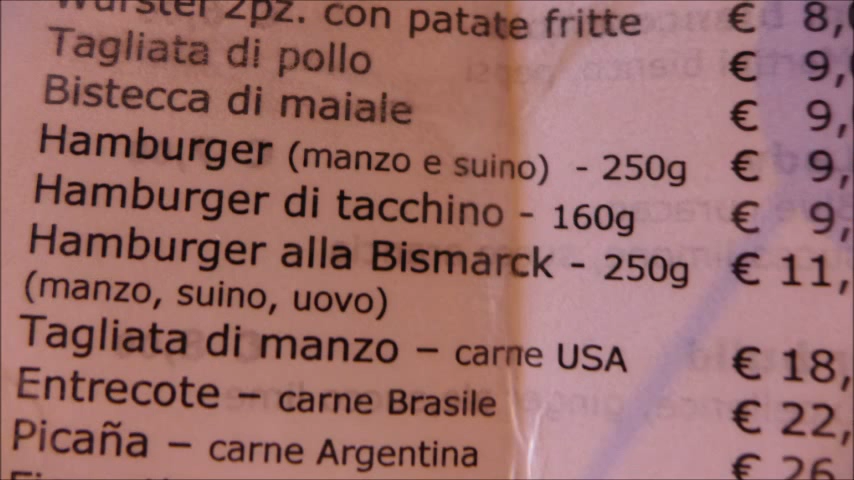 Wurstel 2pz. con patate fritte € 8,
Tagliata di pollo € 9,
Bistecca di maiale € 9,
Hamburger (manzo e suino) - 250g € 9,
Hamburger di tacchino - 160g € 9,
Hamburger alla Bismarck - 250g € 11,
(manzo, suino, uovo)
Tagliata di manzo – carne USA € 18,
Entrecote – carne Brasile € 22,
Picaña – carne Argentina € 26,